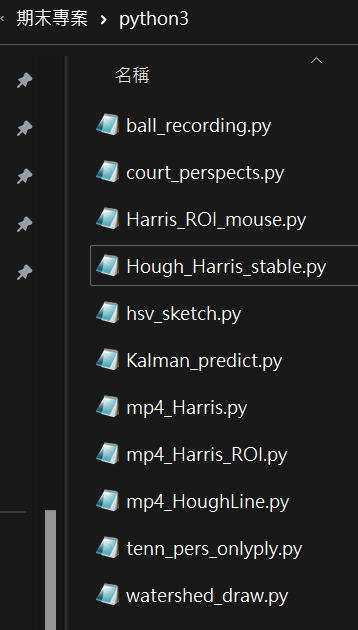 期末專案 > python3
名稱
ball_recording.py
court_perspects.py
Harris_ROI_mouse.py
Hough_Harris_stable.py
hsv_sketch.py
Kalman_predict.py
mp4_Harris.py
mp4_Harris_ROI.py
mp4_HoughLine.py
tenn_pers_onlyply.py
watershed_draw.py